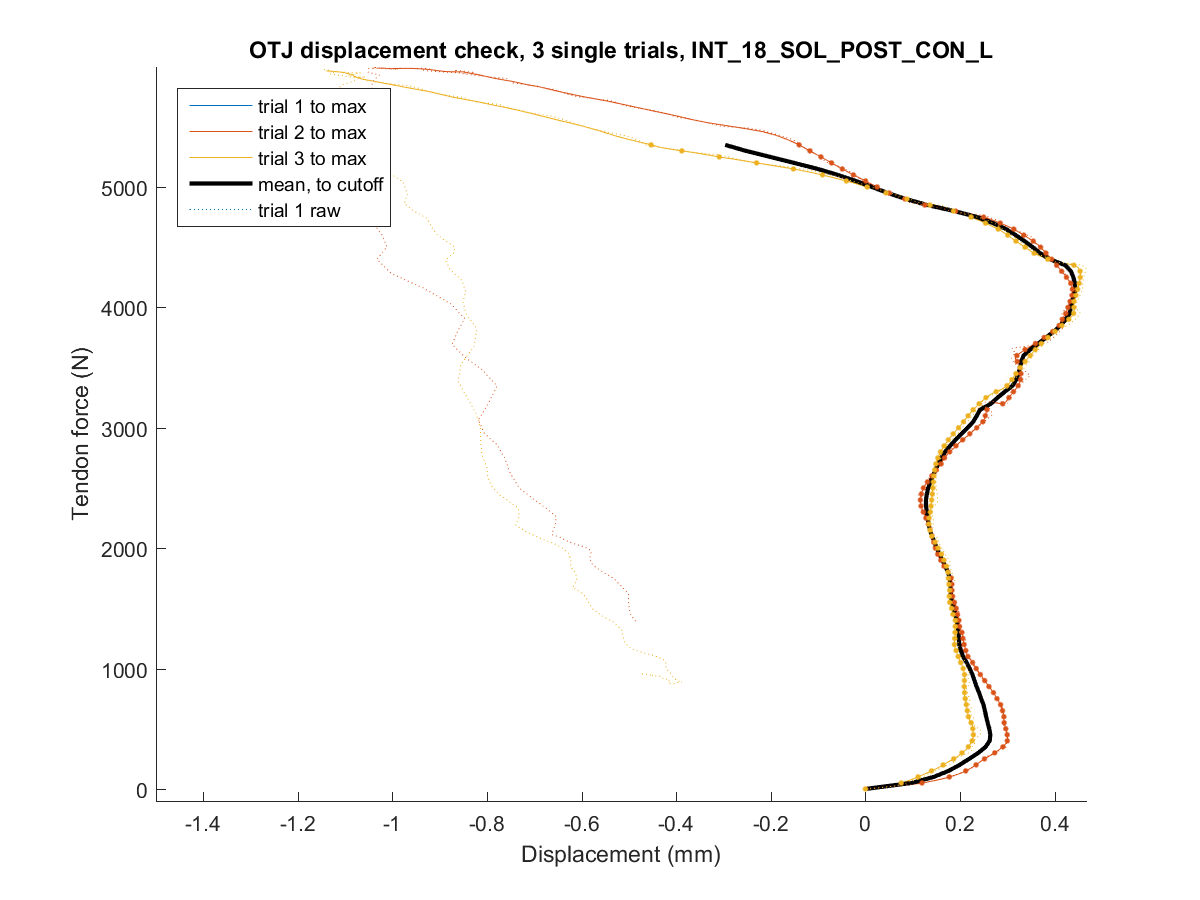 OTJ displacement check, 3 single trials, INT_18_SOL_POST_CON_L
trial 1 to max
trial 2 to max
trial 3 to max
mean, to cutoff
trial 1 raw
Tendon force (N)
5000
4000
3000
2000
1000
0
-1.4 -1.2 -1 -0.8 -0.6 -0.4 -0.2 0 0.2 0.4
Displacement (mm)